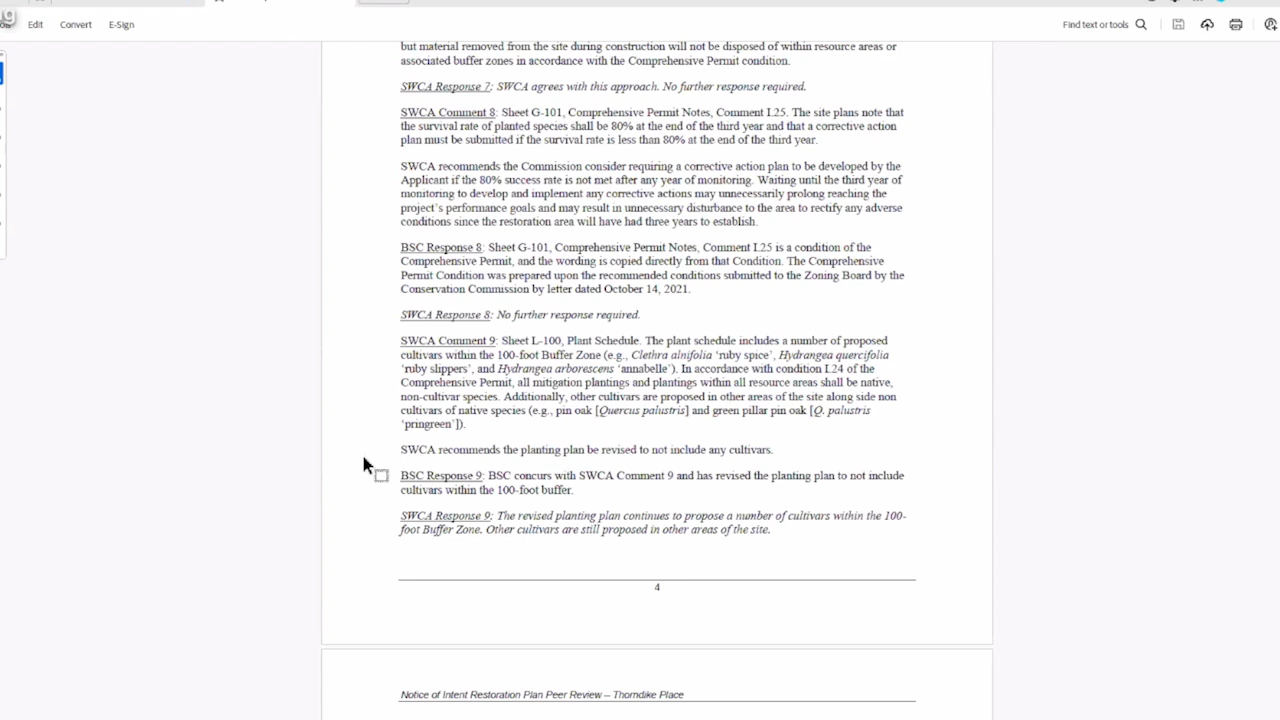 Edit
Convert
E-Sign
Find text or tools
but material removed from the site during construction will not be disposed of within resource areas or
associated buffer zones in accordance with the Comprehensive Permit condition.
SWCA Response 7: SWCA agrees with this approach. No further response required.
SWCA Comment 8: Sheet G-101, Comprehensive Permit Notes, Comment I.25. The site plans note that
the survival rate of planted species shall be 80% at the end of the third year and that a corrective action
plan must be submitted if the survival rate is less than 80% at the end of the third year.
SWCA recommends the Commission consider requiring a corrective action plan to be developed by the
Applicant if the 80% success rate is not met after any year of monitoring. Waiting until the third year of
monitoring to develop and implement any corrective actions may unnecessarily prolong reaching the
project's performance goals and may result in unnecessary disturbance to the area to rectify any adverse
conditions since the restoration area will have had three years to establish.
BSC Response 8: Sheet G-101, Comprehensive Permit Notes, Comment I.25 is a condition of the
Comprehensive Permit, and the wording is copied directly from that Condition. The Comprehensive
Permit Condition was prepared upon the recommended conditions submitted to the Zoning Board by the
Conservation Commission by letter dated October 14, 2021.
SWCA Response 8: No further response required.
SWCA Comment 9: Sheet L-100, Plant Schedule. The plant schedule includes a number of proposed
cultivars within the 100-foot Buffer Zone (e.g., Clethra alnifolia 'ruby spice', Hydrangea quercifolia
'ruby slippers', and Hydrangea arborescens 'annabelle'). In accordance with condition I.24 of the
Comprehensive Permit, all mitigation plantings and plantings within all resource areas shall be native,
non-cultivar species. Additionally, other cultivars are proposed in other areas of the site along side non
cultivars of native species (e.g., pin oak [Quercus palustris] and green pillar pin oak [Q. palustris
'pringreen']).
SWCA recommends the planting plan be revised to not include any cultivars.
BSC Response 9: BSC concurs with SWCA Comment 9 and has revised the planting plan to not include
cultivars within the 100-foot buffer.
SWCA Response 9: The revised planting plan continues to propose a number of cultivars within the 100-
foot Buffer Zone. Other cultivars are still proposed in other areas of the site.
4
Notice of Intent Restoration Plan Peer Review – Thorndike Place